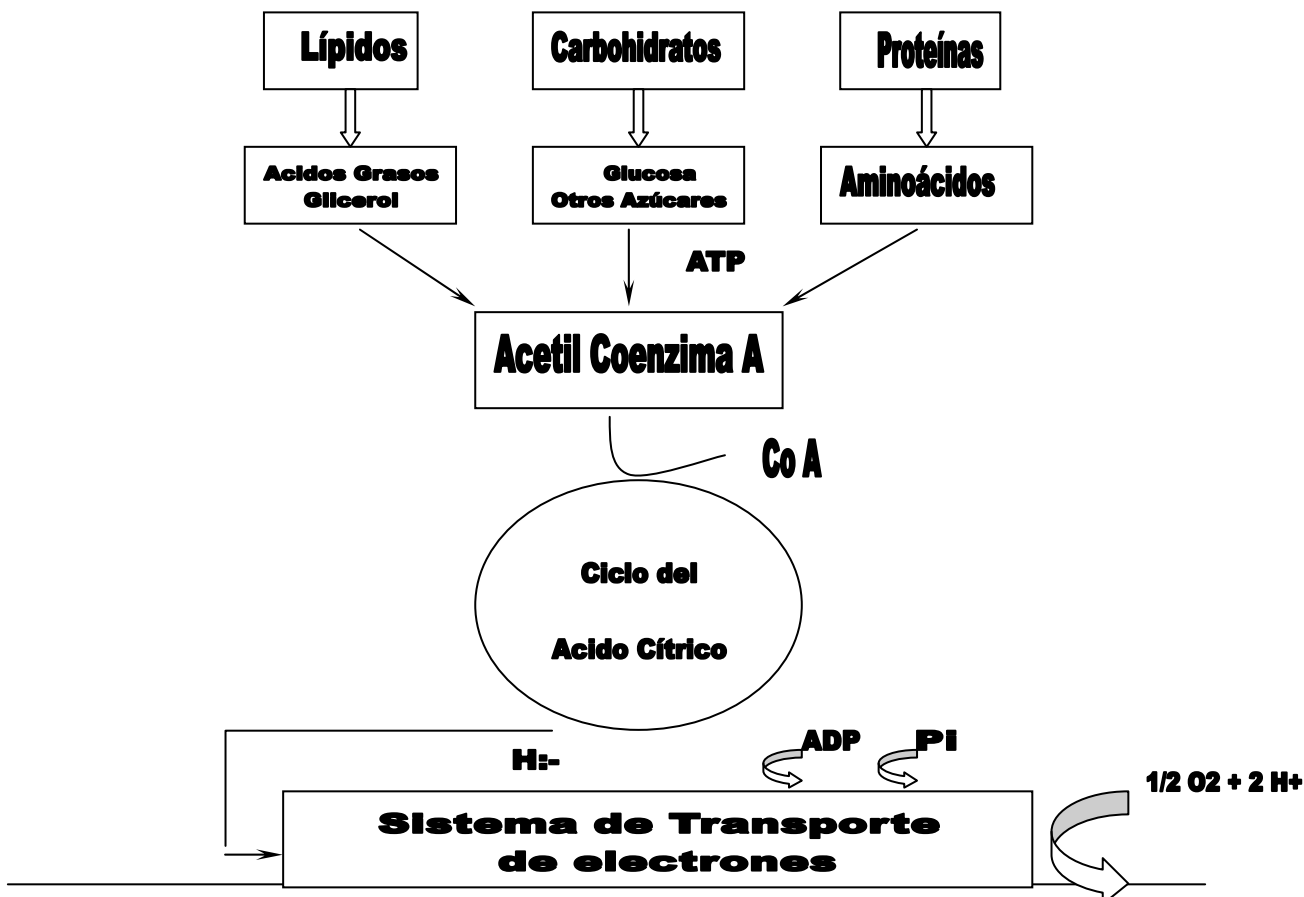 Lípidos
Carbohidratos
Proteínas
Acidos Grasos
Glicerol
Glucosa
Otros Azúcares
Aminoácidos
ATP
Acetil Coenzima A
Co A
Ciclo del
Acido Cítrico
H:-
ADP
Pi
1/2 O2 + 2 H+
Sistema de Transporte
de electrones